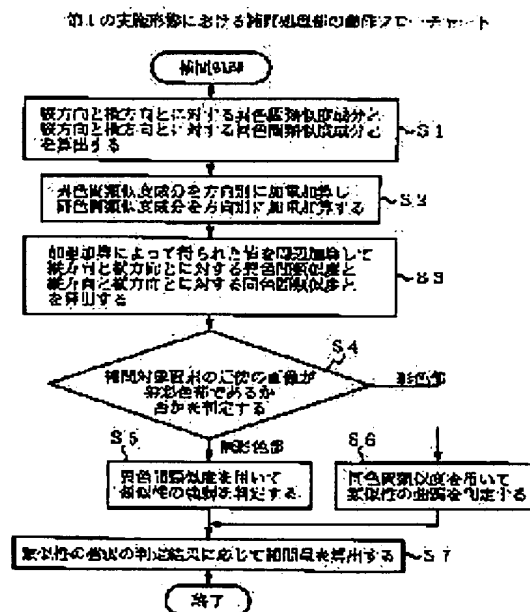 第1の実施形態における補間処理部の動作フローチャート
補間処理
縦方向と横方向とに対する異色間類似度成分と
縦方向と横方向とに対する同色間類似度成分と
を算出する
S1
異色間類似度成分を方向別に加重加算し
同色間類似度成分を方向別に加重加算する
S2
加重加算によって得られた値を周辺加算して
縦方向と横方向とに対する異色間類似度と
縦方向と横方向とに対する同色間類似度と
を算出する
S3
S4
補間対象画素の近傍の画像が
彩色部であるか
否かを判定する
彩色部
無彩色部
S5
S6
異色間類似度を用いて
類似性の強弱を判定する
同色間類似度を用いて
類似性の強弱を判定する
類似性の強弱の判定結果に応じて補間量を算出する
S7
終了